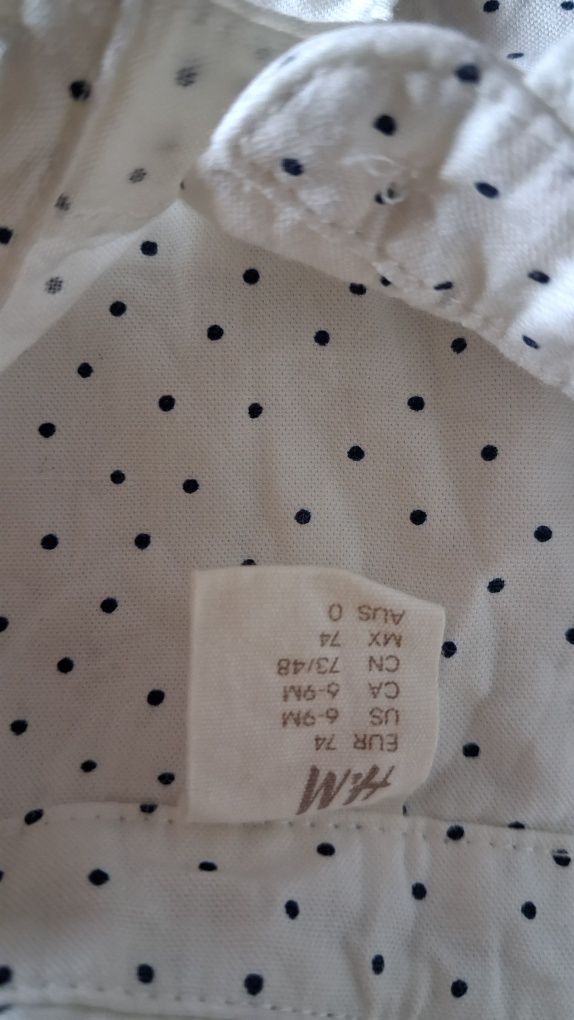 H&M
EUR 74
US 6-9M
CA 6-9M
CN 73/48
MX 74
AUS 0